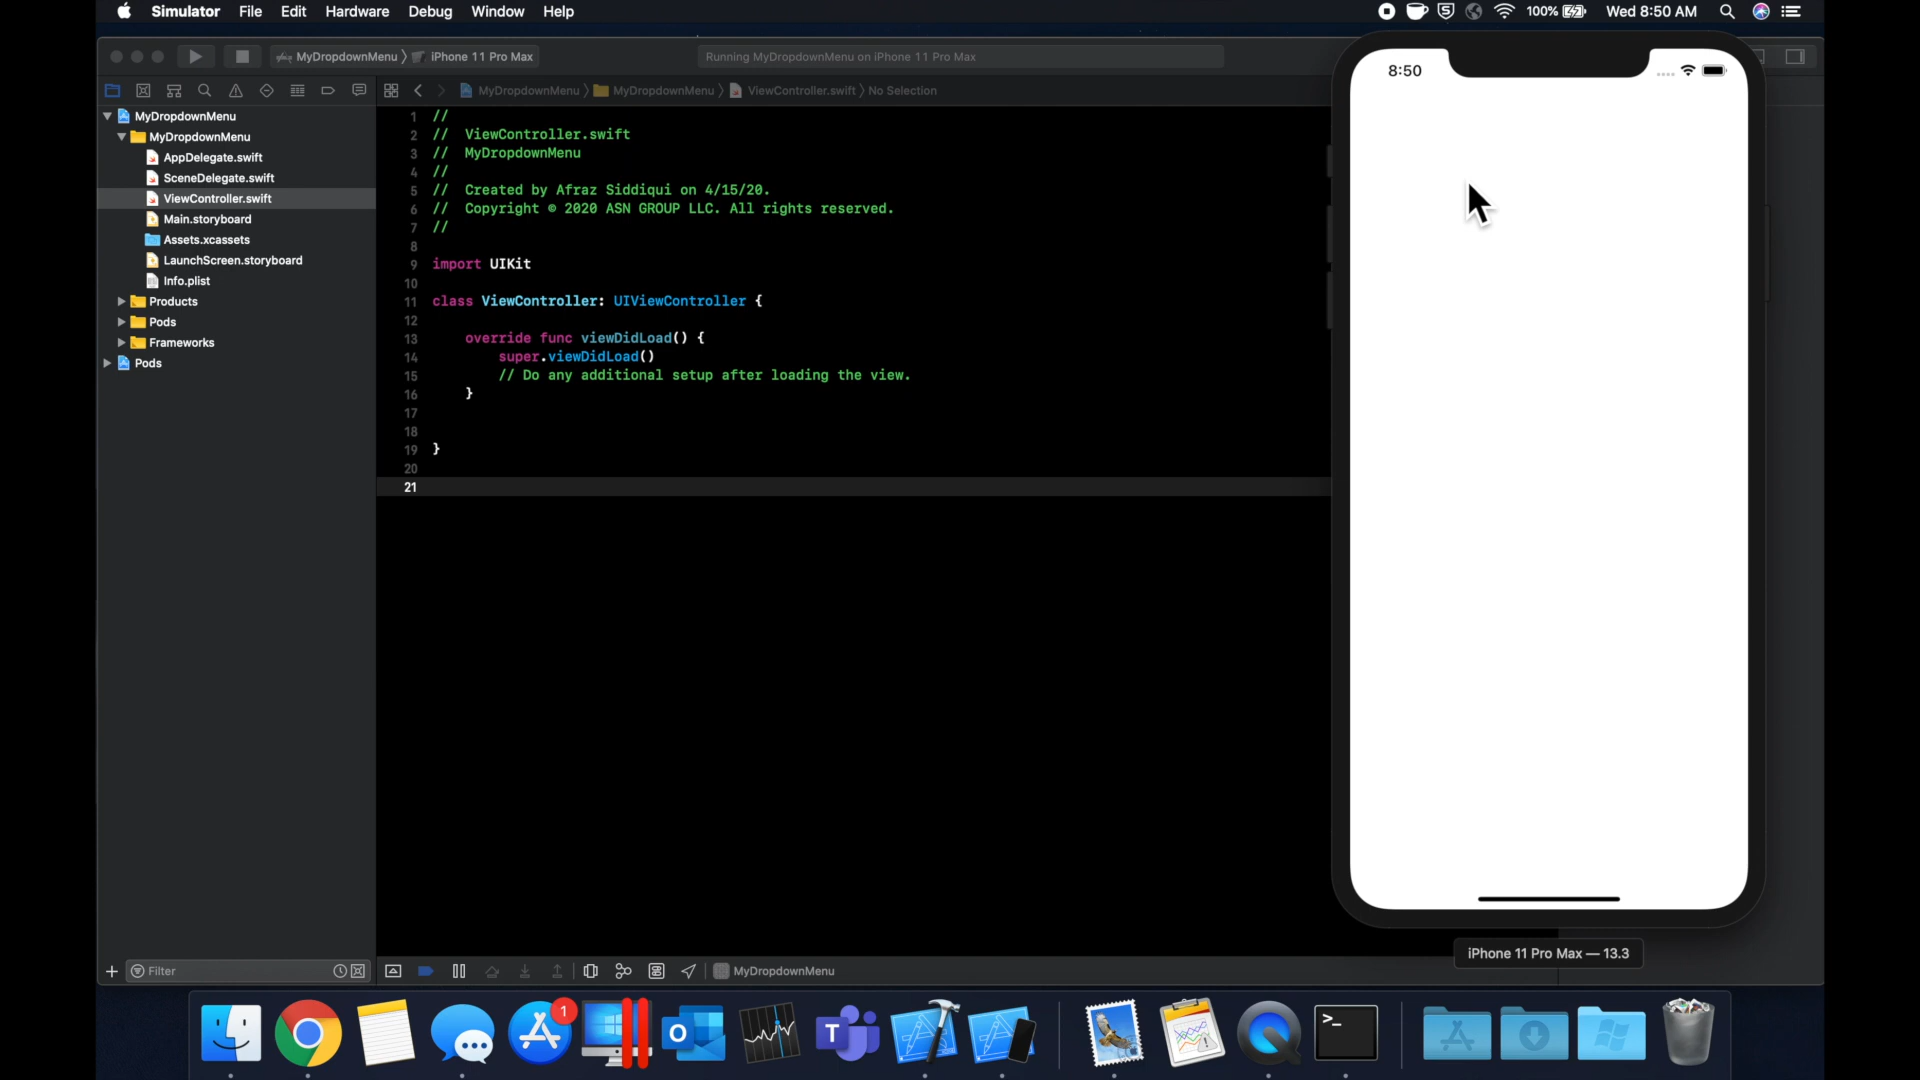 Simulator File Edit Hardware Debug Window Help
100% Wed 8:50 AM
MyDropdownMenu 〉 iPhone 11 Pro Max
Running MyDropdownMenu on iPhone 11 Pro Max
MyDropdownMenu 〉 MyDropdownMenu 〉 ViewController.swift 〉 No Selection
MyDropdownMenu
MyDropdownMenu
AppDelegate.swift
SceneDelegate.swift
ViewController.swift
Main.storyboard
Assets.xcassets
LaunchScreen.storyboard
Info.plist
Products
Pods
Frameworks
Pods
Filter
1 //
2 // ViewController.swift
3 // MyDropdownMenu
4 //
5 // Created by Afraz Siddiqui on 4/15/20.
6 // Copyright © 2020 ASN GROUP LLC. All rights reserved.
7 //
8
9 import UIKit
10
11 class ViewController: UIViewController {
12
13 override func viewDidLoad() {
14 super.viewDidLoad()
15 // Do any additional setup after loading the view.
16 }
17
18
19 }
20
21
MyDropdownMenu
8:50
iPhone 11 Pro Max — 13.3
1
O
T
>_